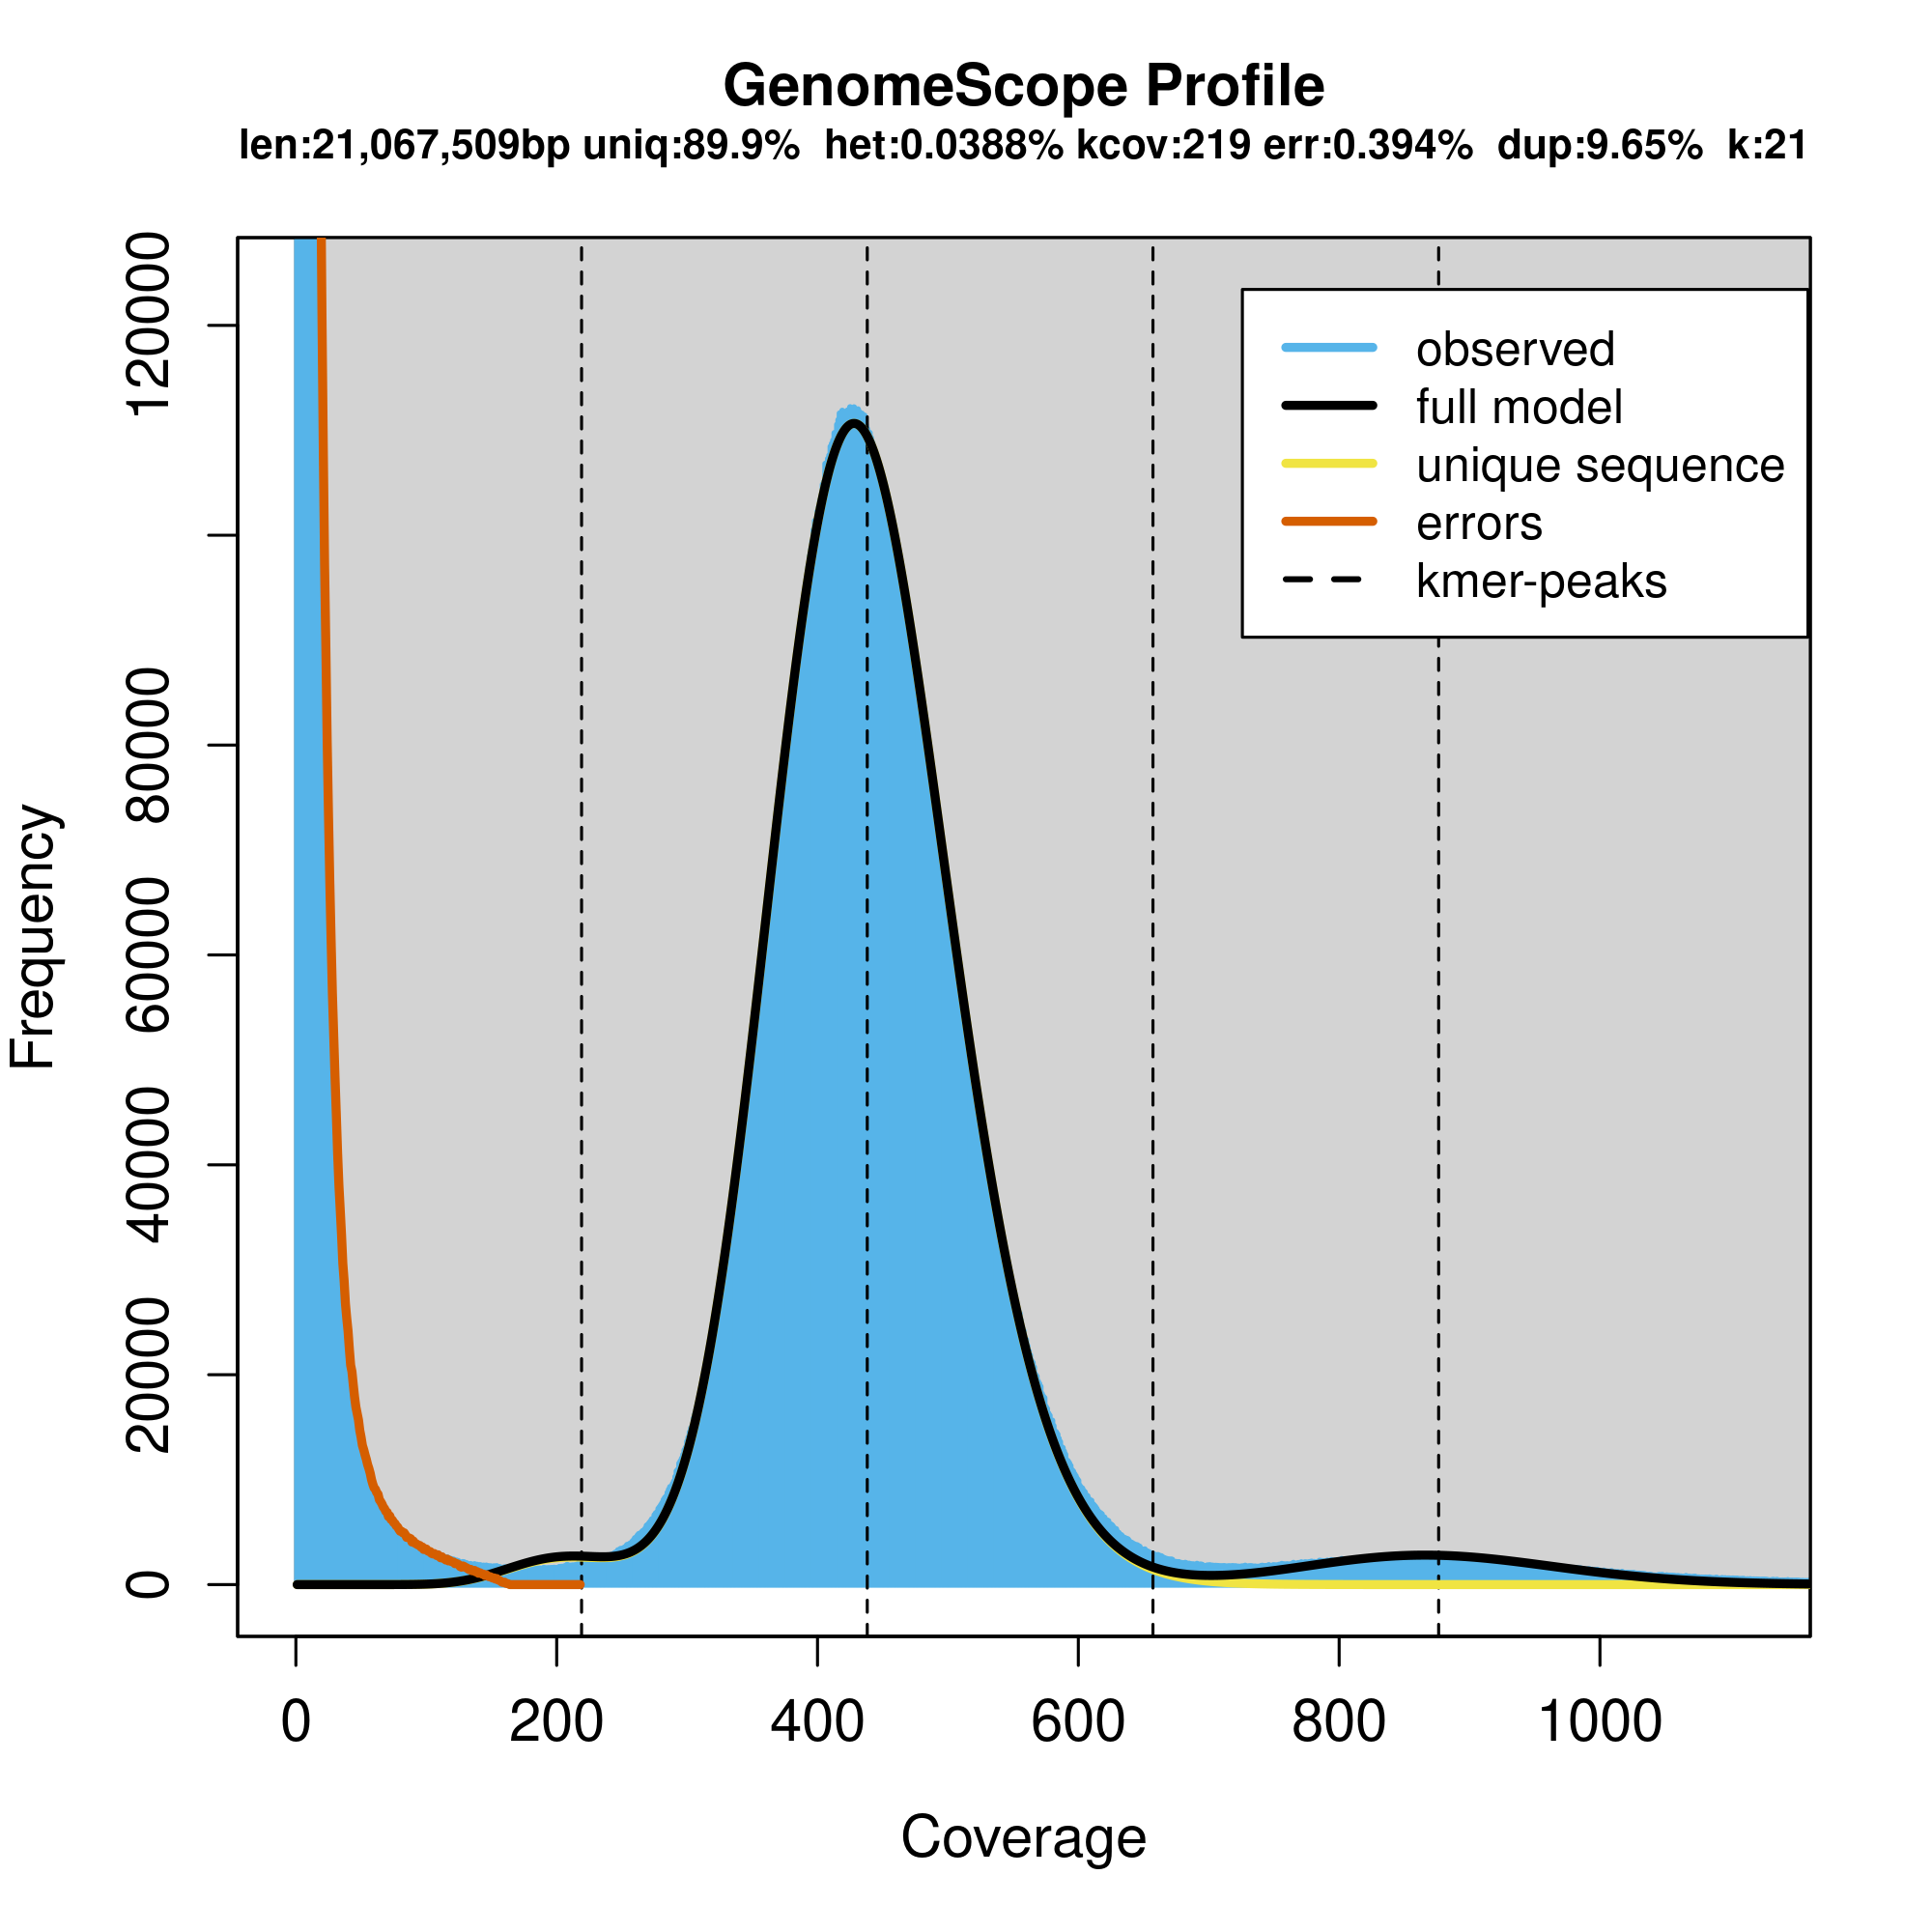 GenomeScope Profile
len:21,067,509bp uniq:89.9% het:0.0388% kcov:219 err:0.394% dup:9.65% k:21
observed
full model
unique sequence
errors
kmer-peaks
Frequency
120000
80000
60000
40000
20000
0
0 200 400 600 800 1000
Coverage